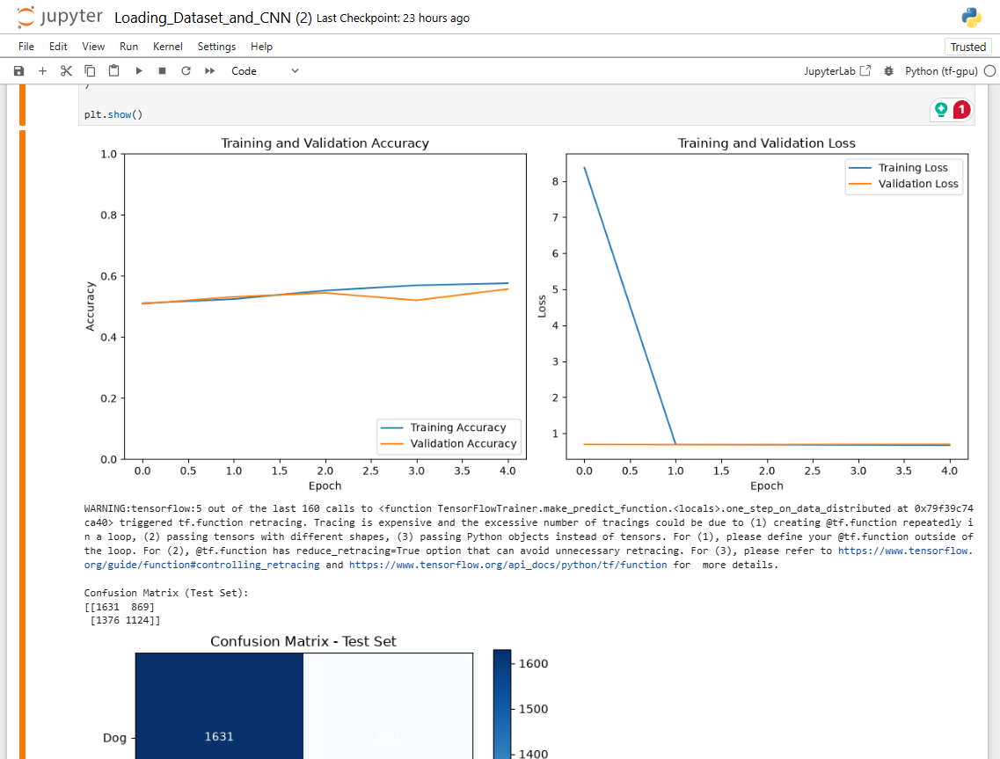 jupyter Loading_Dataset_and_CNN (2) Last Checkpoint: 23 hours ago
File Edit View Run Kernel Settings Help Trusted
Code JupyterLab Python (tf-gpu)
)
plt.show()
1
Training and Validation Accuracy
1.0
0.8
0.6
0.4
0.2
0.0
Accuracy
Training Accuracy
Validation Accuracy
0.0 0.5 1.0 1.5 2.0 2.5 3.0 3.5 4.0
Epoch
Training and Validation Loss
Training Loss
Validation Loss
8
7
6
5
4
3
2
1
Loss
0.0 0.5 1.0 1.5 2.0 2.5 3.0 3.5 4.0
Epoch
WARNING:tensorflow:5 out of the last 160 calls to <function TensorFlowTrainer.make_predict_function.<locals>.one_step_on_data_distributed at 0x79f39c74
ca40> triggered tf.function retracing. Tracing is expensive and the excessive number of tracings could be due to (1) creating @tf.function repeatedly i
n a loop, (2) passing tensors with different shapes, (3) passing Python objects instead of tensors. For (1), please define your @tf.function outside of
the loop. For (2), @tf.function has reduce_retracing=True option that can avoid unnecessary retracing. For (3), please refer to https://www.tensorflow.
org/guide/function#controlling_retracing and https://www.tensorflow.org/api_docs/python/tf/function for  more details.
Confusion Matrix (Test Set):
[[1631  869]
 [1376 1124]]
Confusion Matrix - Test Set
Dog
1631
1600
1500
1400